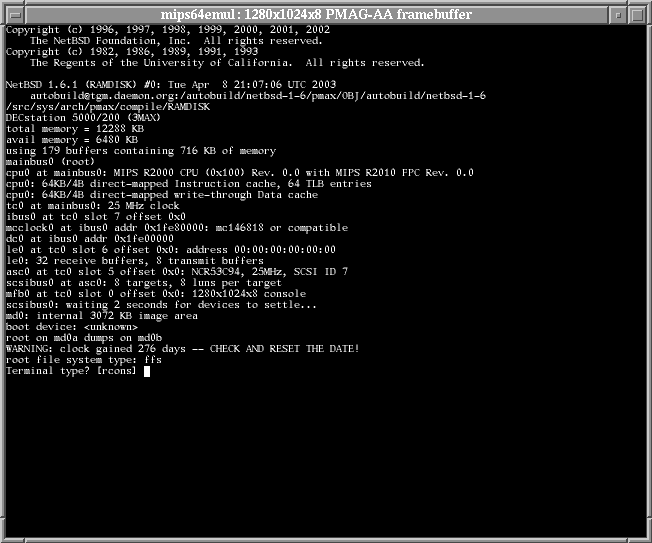 mips64emul: 1280x1024x8 PMAG-AA framebuffer
Copyright (c) 1996, 1997, 1998, 1999, 2000, 2001, 2002
The NetBSD Foundation, Inc.  All rights reserved.
Copyright (c) 1982, 1986, 1989, 1991, 1993
The Regents of the University of California.  All rights reserved.
NetBSD 1.6.1 (RAMDISK) #0: Tue Apr  8 21:07:06 UTC 2003
autobuild@tgm.daemon.org:/autobuild/netbsd-1-6/pmax/OBJ/autobuild/netbsd-1-6
/src/sys/arch/pmax/compile/RAMDISK
DECstation 5000/200 (3MAX)
total memory = 12288 KB
avail memory = 6480 KB
using 179 buffers containing 716 KB of memory
mainbus0 (root)
cpu0 at mainbus0: MIPS R2000 CPU (0x100) Rev. 0.0 with MIPS R2010 FPC Rev. 0.0
cpu0: 64KB/4B direct-mapped Instruction cache, 64 TLB entries
cpu0: 64KB/4B direct-mapped write-through Data cache
tc0 at mainbus0: 25 MHz clock
ibus0 at tc0 slot 7 offset 0x0
mcclock0 at ibus0 addr 0x1fe80000: mc146818 or compatible
dc0 at ibus0 addr 0x1fe00000
le0 at tc0 slot 6 offset 0x0: address 00:00:00:00:00:00
le0: 32 receive buffers, 8 transmit buffers
asc0 at tc0 slot 5 offset 0x0: NCR53C94, 25MHz, SCSI ID 7
scsibus0 at asc0: 8 targets, 8 luns per target
mfb0 at tc0 slot 0 offset 0x0: 1280x1024x8 console
scsibus0: waiting 2 seconds for devices to settle...
md0: internal 3072 KB image area
boot device: <unknown>
root on md0a dumps on md0b
WARNING: clock gained 276 days -- CHECK AND RESET THE DATE!
root file system type: ffs
Terminal type? [rcons]